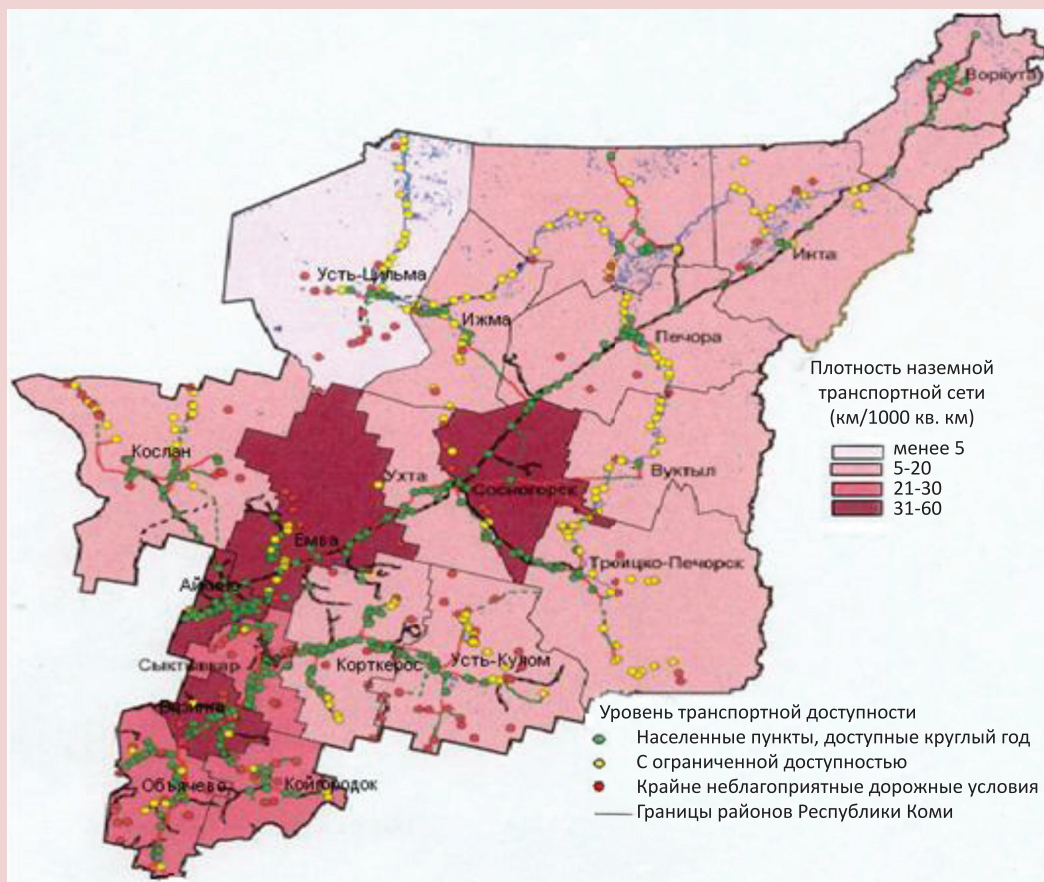 Воркута
Усть-Цильма
Инта
Ижма
Печора
Плотность наземной
транспортной сети
(км/1000 кв. км)
менее 5
5-20
21-30
31-60
Кослан
Ухта
Вуктыл
Сосногорск
Емва
Троицко-Печорск
Айкино
Сыктывкар
Корткерос
Усть-Кулом
Визинга
Уровень транспортной доступности
Населенные пункты, доступные круглый год
С ограниченной доступностью
Объячево
Койгородок
Крайне неблагоприятные дорожные условия
Границы районов Республики Коми